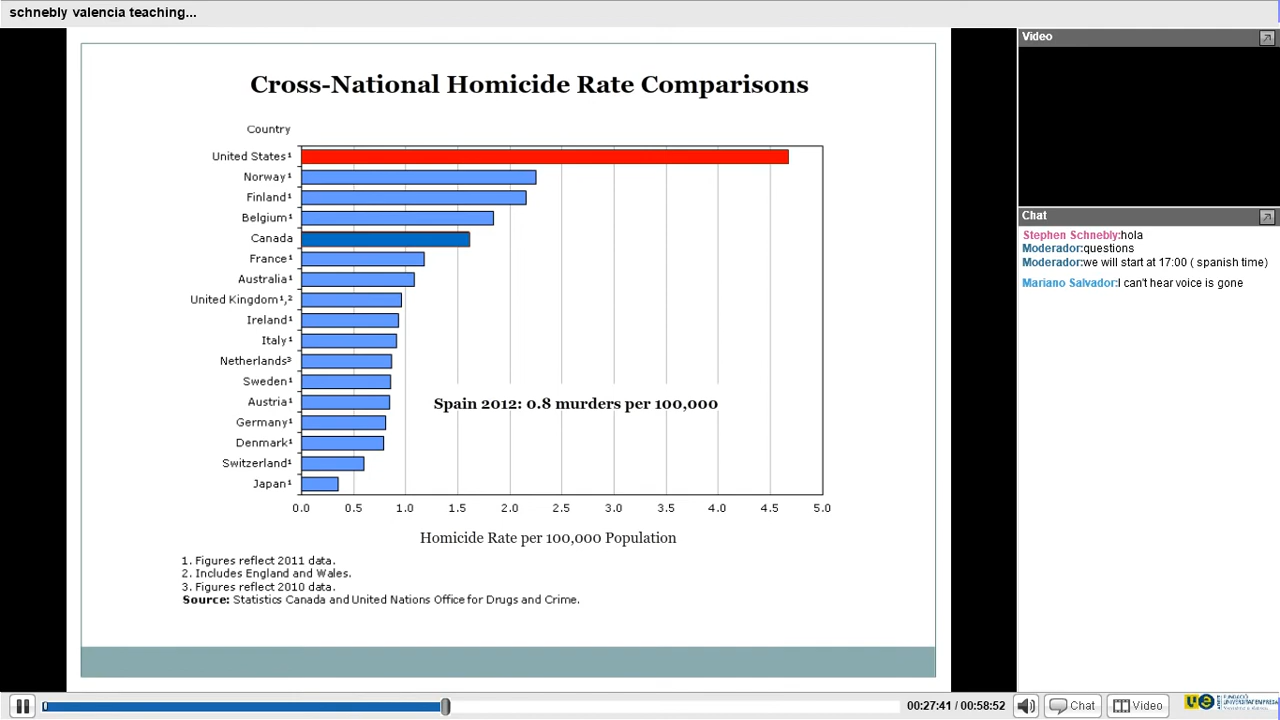 schnebly valencia teaching...
Cross-National Homicide Rate Comparisons
Country
United States¹
Norway¹
Finland¹
Belgium¹
Canada
France¹
Australia¹
United Kingdom¹,²
Ireland¹
Italy¹
Netherlands³
Sweden¹
Austria¹
Germany¹
Denmark¹
Switzerland¹
Japan¹
Spain 2012: 0.8 murders per 100,000
0.0 0.5 1.0 1.5 2.0 2.5 3.0 3.5 4.0 4.5 5.0
Homicide Rate per 100,000 Population
1. Figures reflect 2011 data.
2. Includes England and Wales.
3. Figures reflect 2010 data.
Source: Statistics Canada and United Nations Office for Drugs and Crime.
Video
Chat
Stephen Schnebly:hola
Moderador:questions
Moderador:we will start at 17:00 ( spanish time)
Mariano Salvador:I can't hear voice is gone
00:27:41 / 00:58:52
Chat
Video